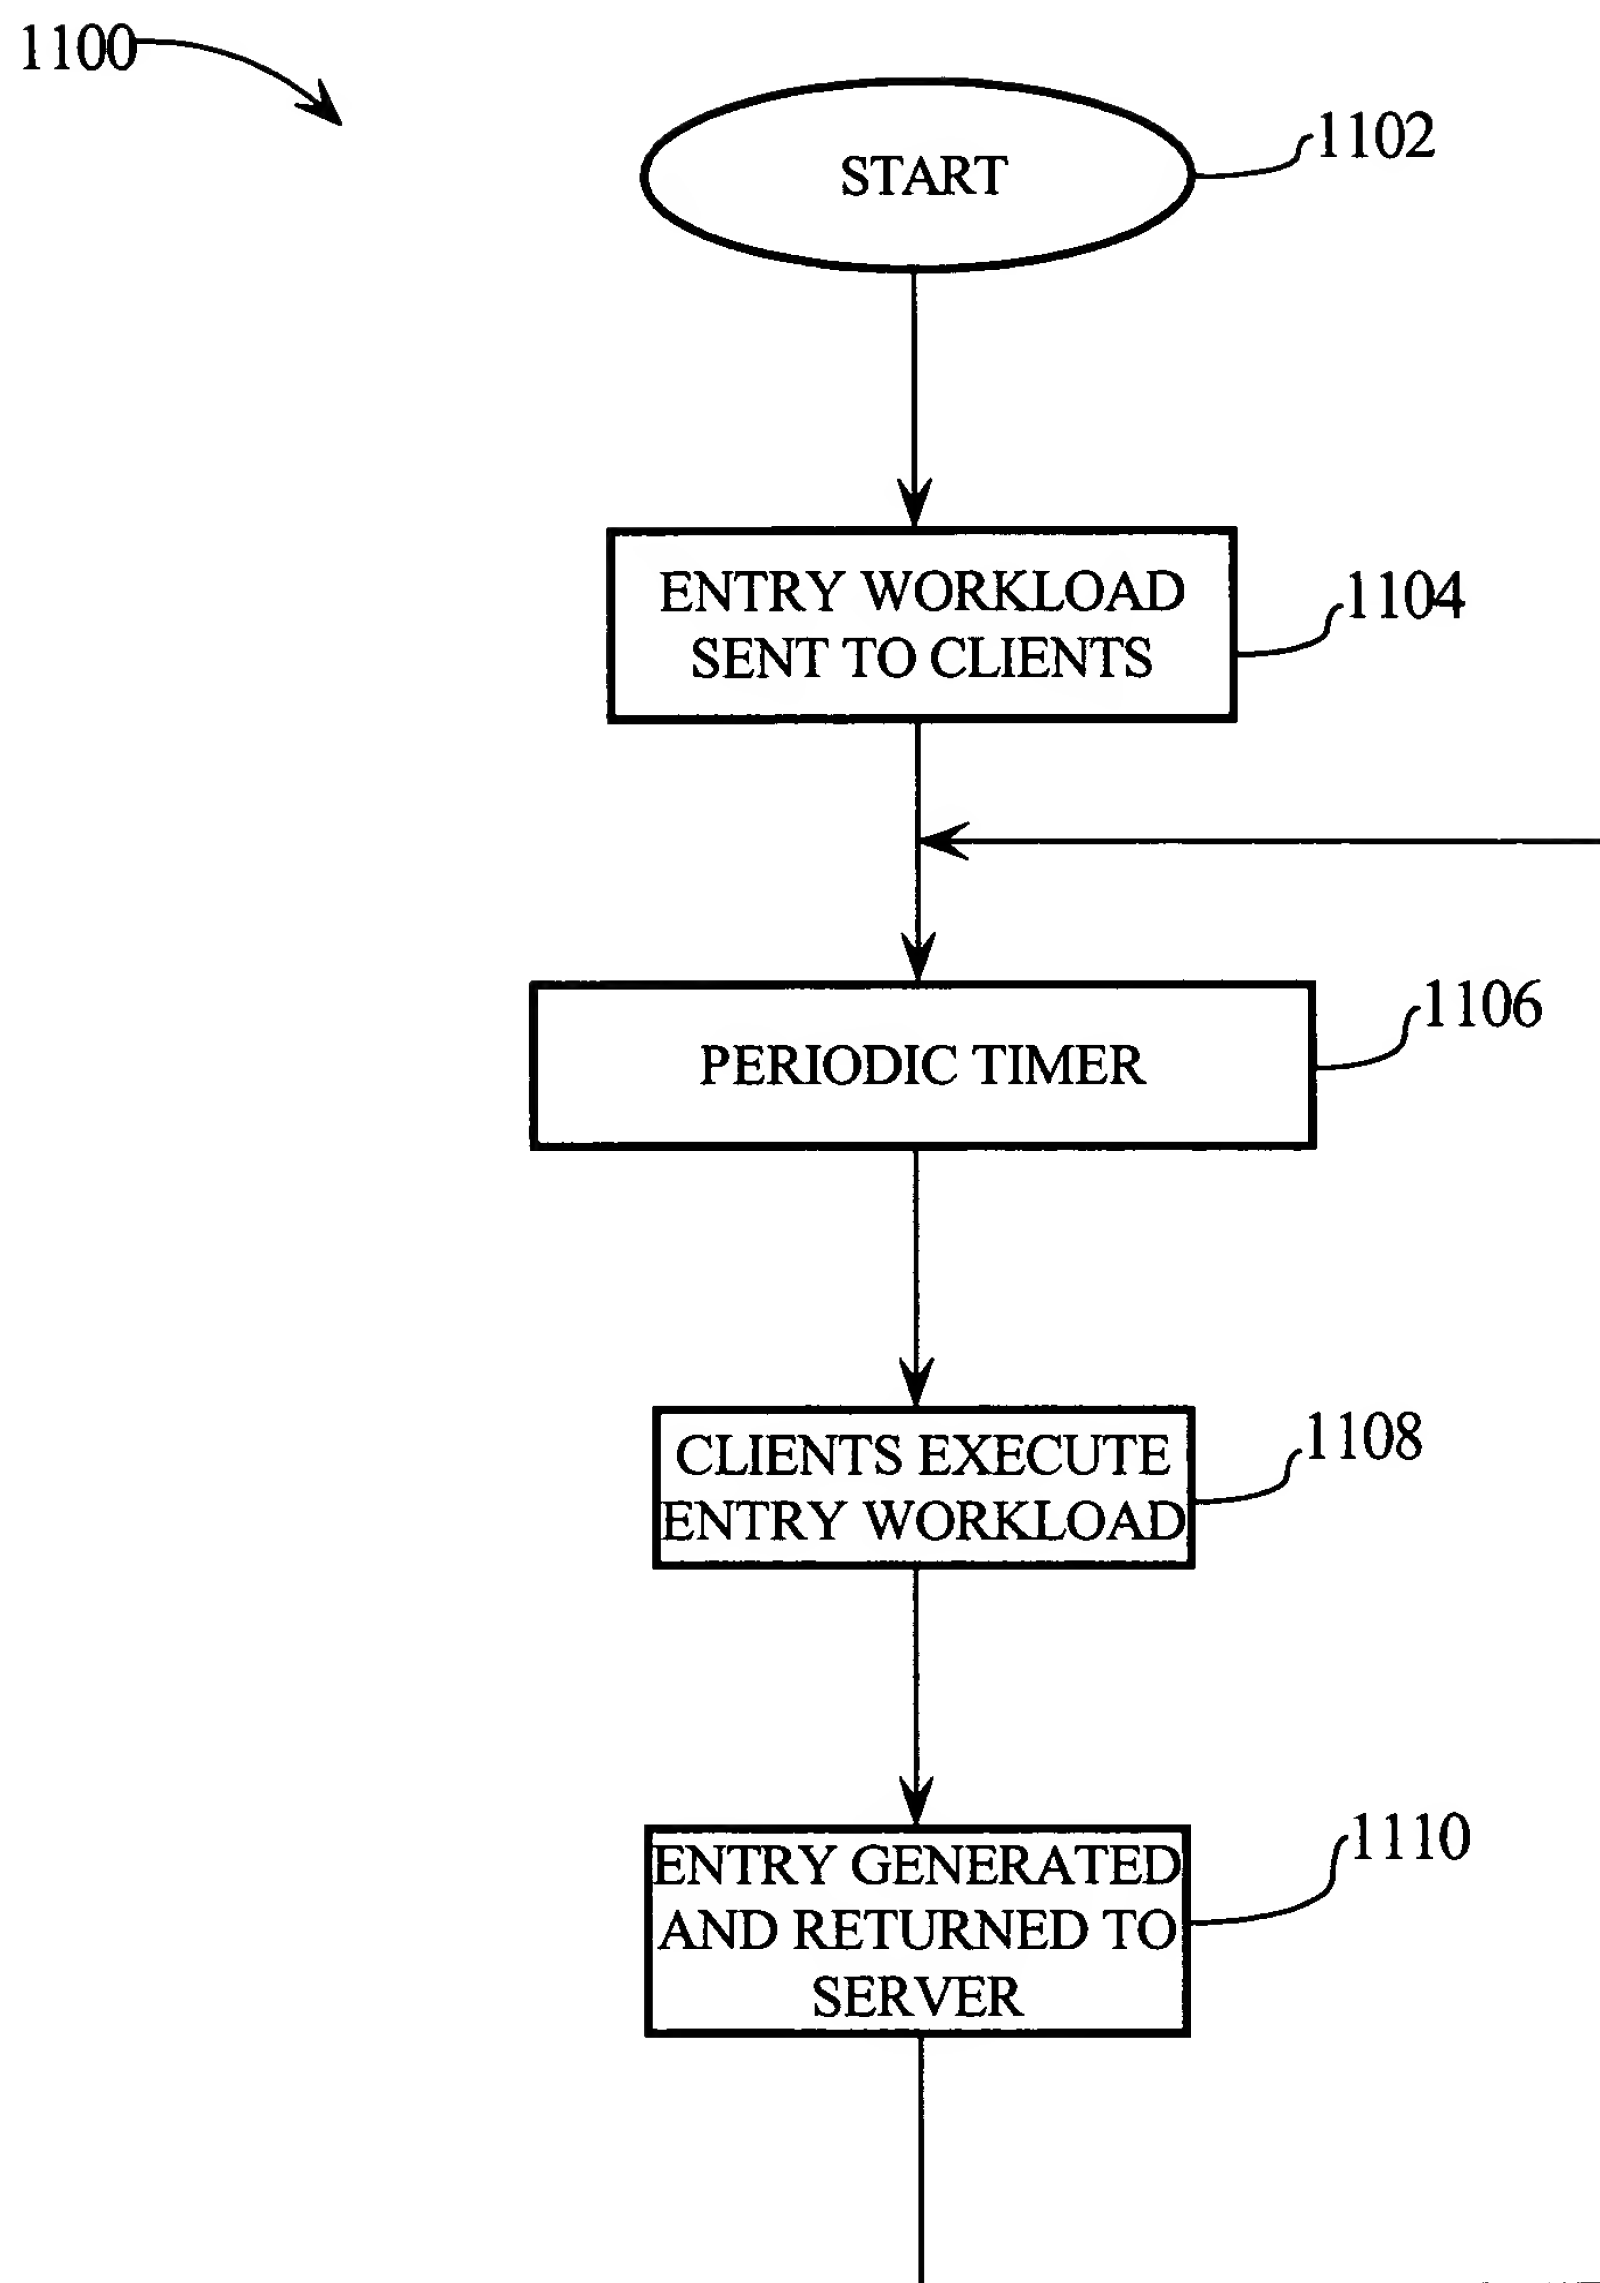 1100
START
1102
ENTRY WORKLOAD
SENT TO CLIENTS
1104
PERIODIC TIMER
1106
CLIENTS EXECUTE
ENTRY WORKLOAD
1108
ENTRY GENERATED
AND RETURNED TO
SERVER
1110